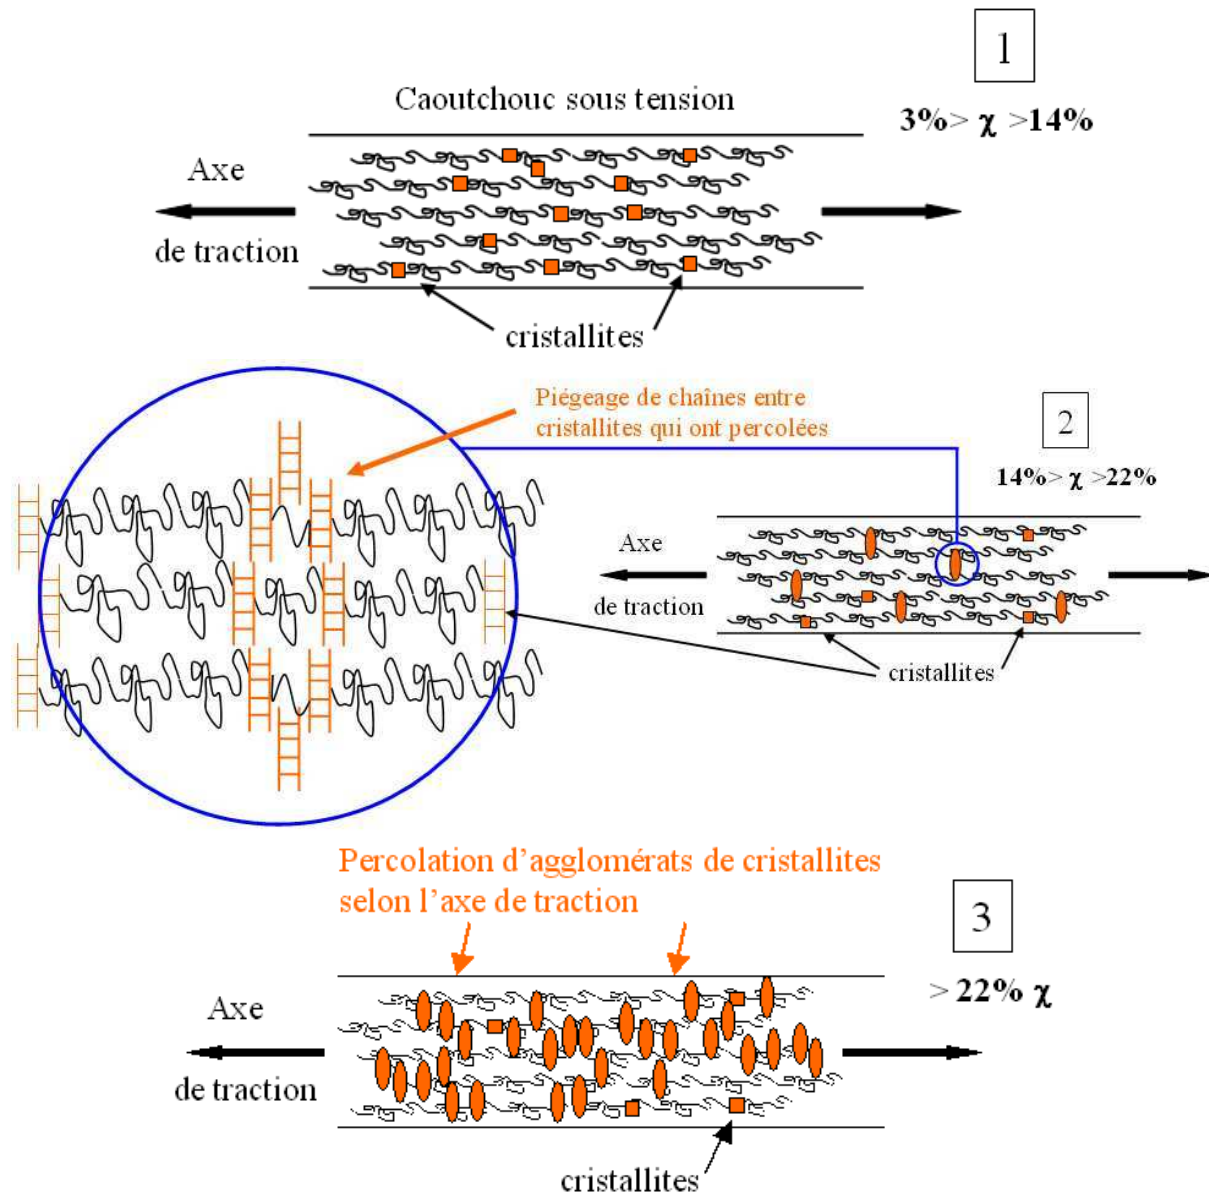 1
Caoutchouc sous tension
3%> χ >14%
Axe
de traction
cristallites
Piégeage de chaînes entre
cristallites qui ont percolées
2
14%> χ >22%
Axe
de traction
cristallites
Percolation d’agglomérats de cristallites
selon l’axe de traction
3
> 22% χ
Axe
de traction
cristallites